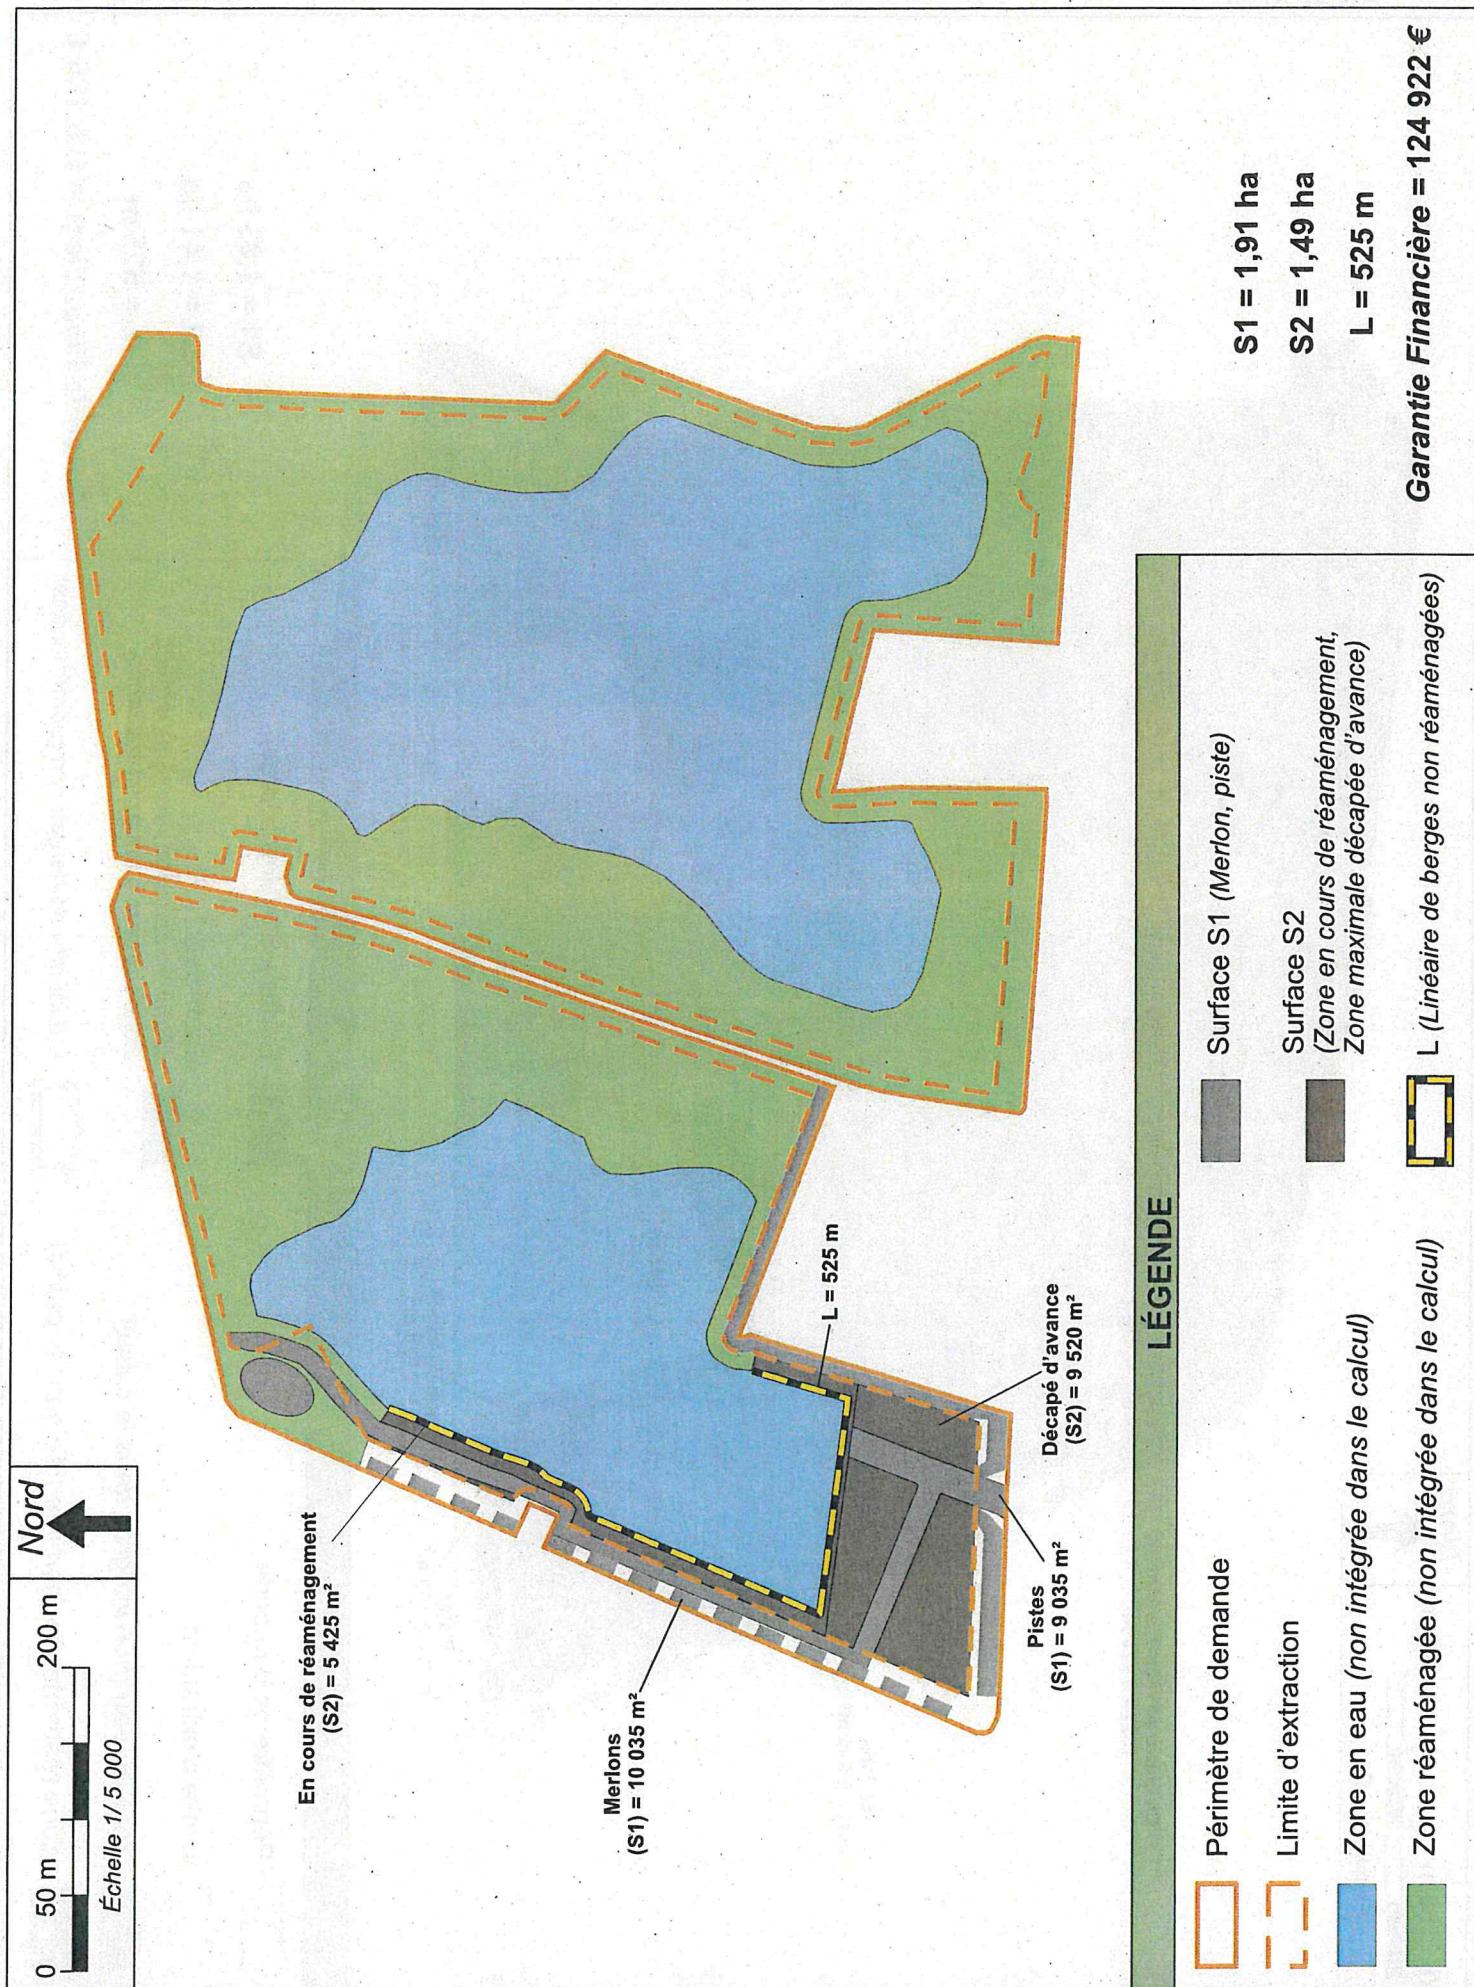 0
50 m
200 m
Échelle 1/ 5 000
Nord
En cours de réaménagement
(S2) = 5 425 m²
Merlons
(S1) = 10 035 m²
Pistes
(S1) = 9 035 m²
Décapé d'avance
(S2) = 9 520 m²
L = 525 m
LÉGENDE
Périmètre de demande
Limite d'extraction
Zone en eau (non intégrée dans le calcul)
Zone réaménagée (non intégrée dans le calcul)
Surface S1 (Merlon, piste)
Surface S2
(Zone en cours de réaménagement,
Zone maximale décapée d'avance)
L (Linéaire de berges non réaménagées)
S1 = 1,91 ha
S2 = 1,49 ha
L = 525 m
Garantie Financière = 124 922 €